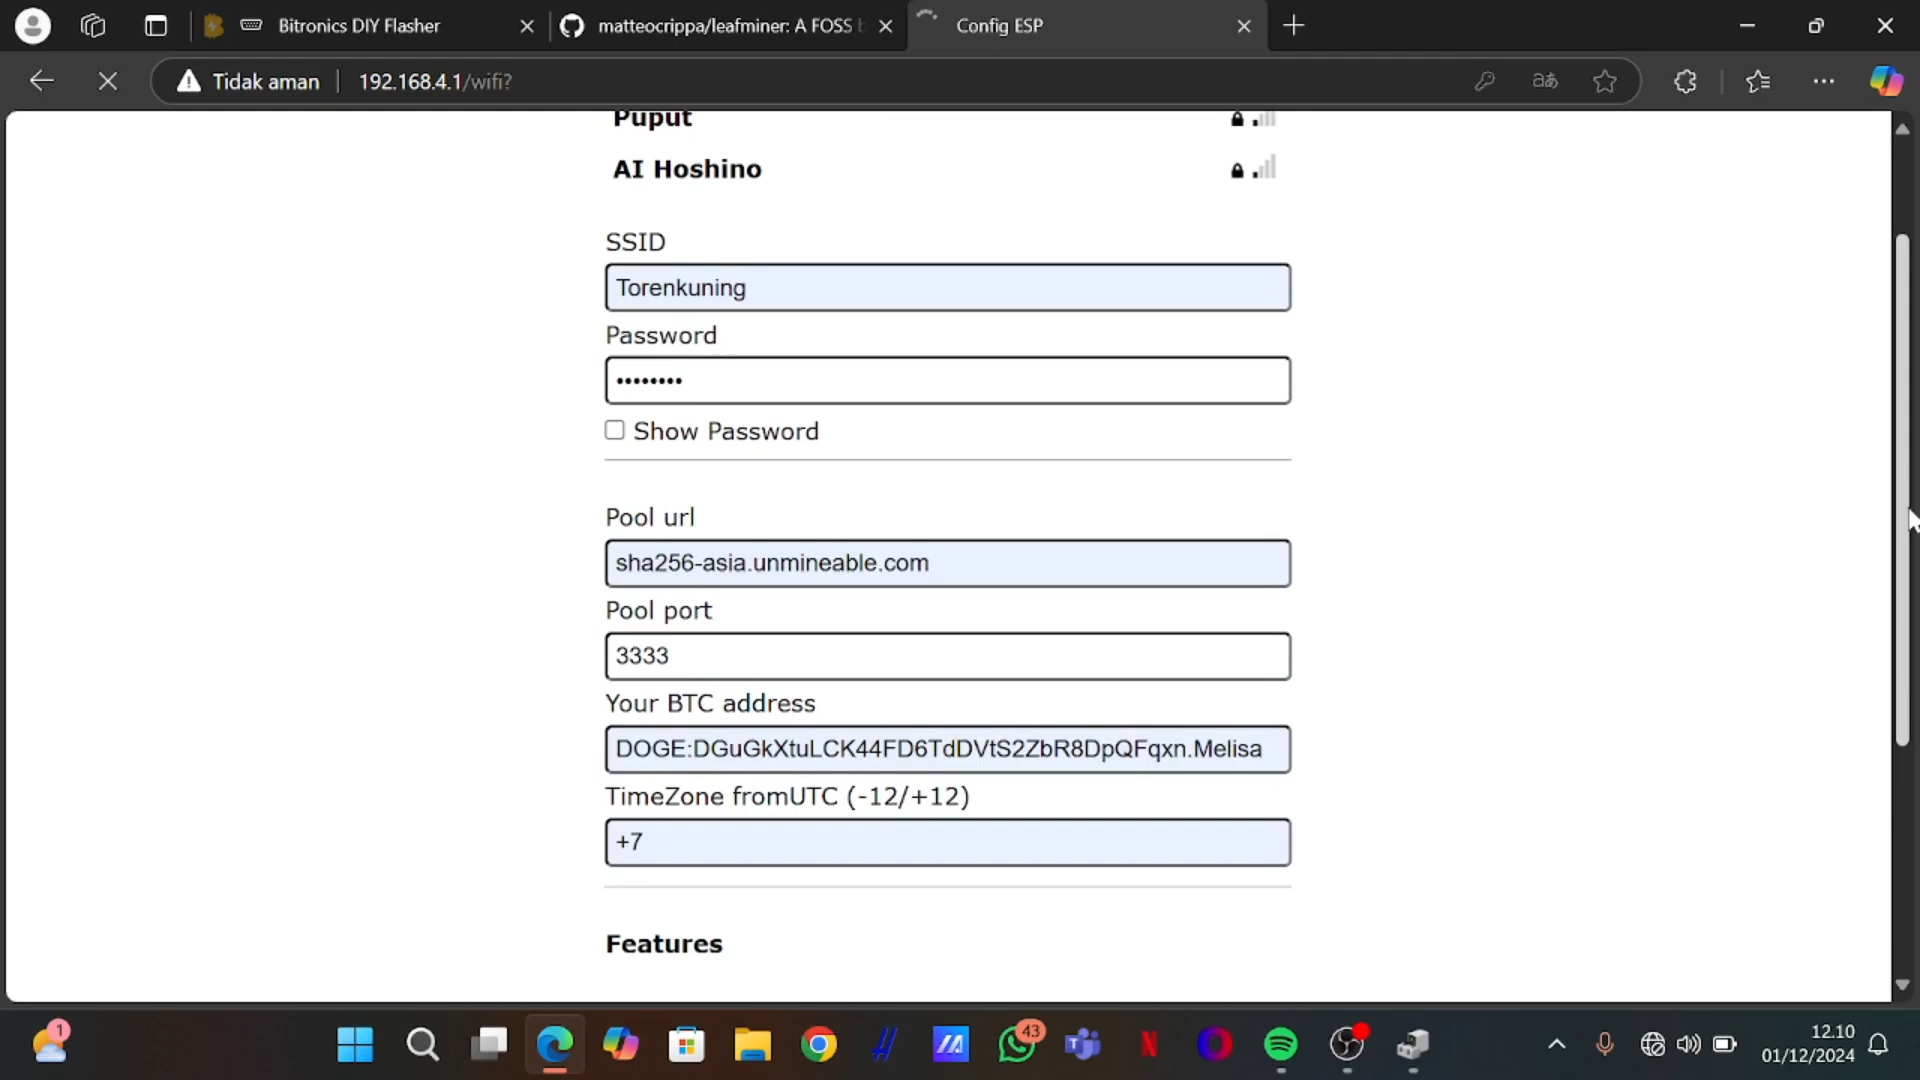 Bitronics DIY Flasher
matteocrippa/leafminer: A FOSS b
Config ESP
Tidak aman
192.168.4.1/wifi?
Puput
AI Hoshino
SSID
Torenkuning
Password
••••••••
Show Password
Pool url
sha256-asia.unmineable.com
Pool port
3333
Your BTC address
DOGE:DGuGkXtuLCK44FD6TdDVtS2ZbR8DpQFqxn.Melisa
TimeZone fromUTC (-12/+12)
+7
Features
1
43
12.10
01/12/2024